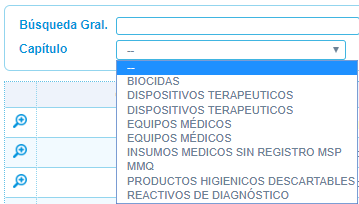 Búsqueda Gral.
Capítulo
--
--
BIOCIDAS
DISPOSITIVOS TERAPEUTICOS
DISPOSITIVOS TERAPEUTICOS
EQUIPOS MÉDICOS
EQUIPOS MÉDICOS
INSUMOS MEDICOS SIN REGISTRO MSP
MMQ
PRODUCTOS HIGIENICOS DESCARTABLES
REACTIVOS DE DIAGNÓSTICO